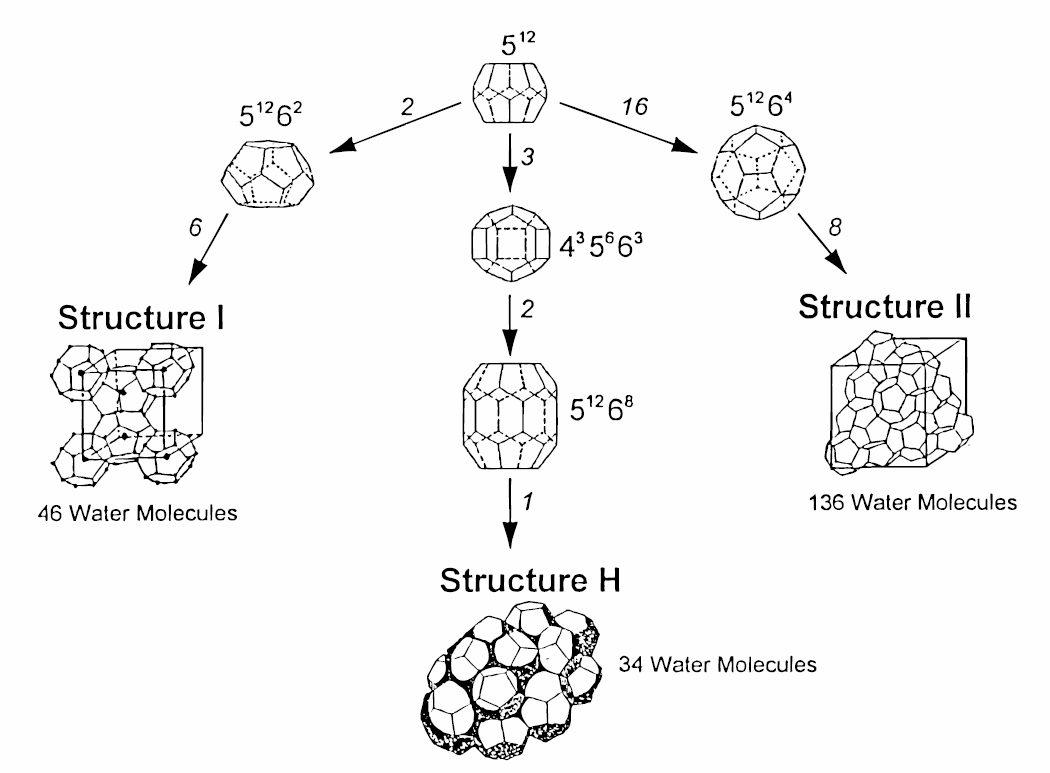 5¹²
5¹²6²
2
16
5¹²6⁴
3
6
4³5⁶6³
8
Structure I
2
Structure II
5¹²6⁸
46 Water Molecules
136 Water Molecules
1
Structure H
34 Water Molecules